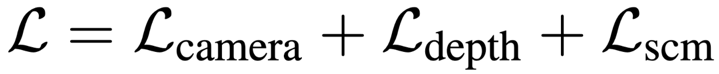 ℒ = ℒ_camera + ℒ_depth + ℒ_scm